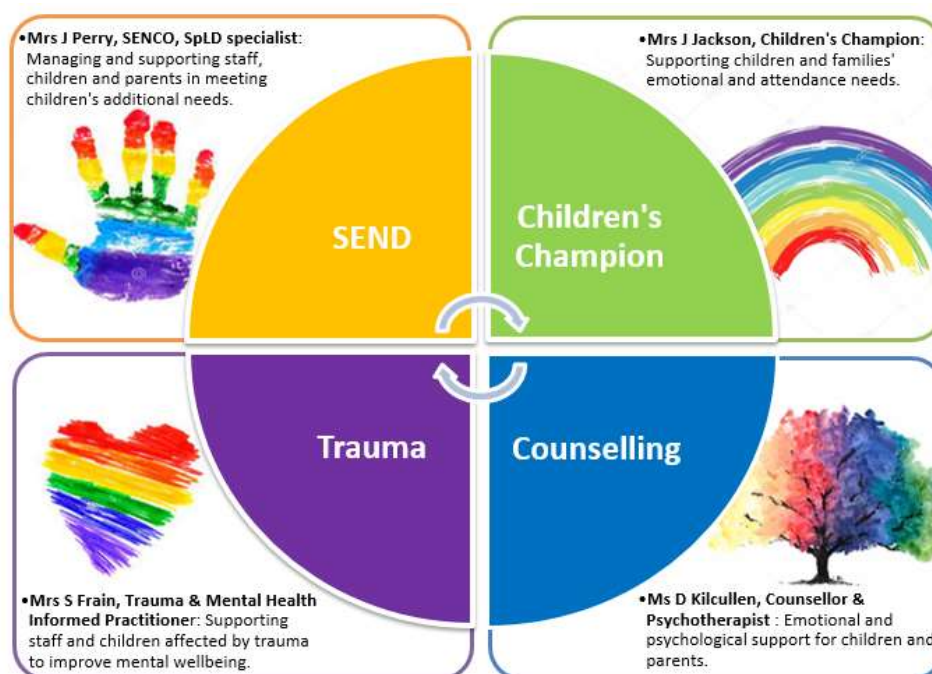 •Mrs J Perry, SENCO, SpLD specialist:
Managing and supporting staff,
children and parents in meeting
children's additional needs.
•Mrs J Jackson, Children's Champion:
Supporting children and families'
emotional and attendance needs.
SEND
Children's
Champion
Trauma
Counselling
•Mrs S Frain, Trauma & Mental Health
Informed Practitioner: Supporting
staff and children affected by trauma
to improve mental wellbeing.
•Ms D Kilcullen, Counsellor &
Psychotherapist : Emotional and
psychological support for children and
parents.